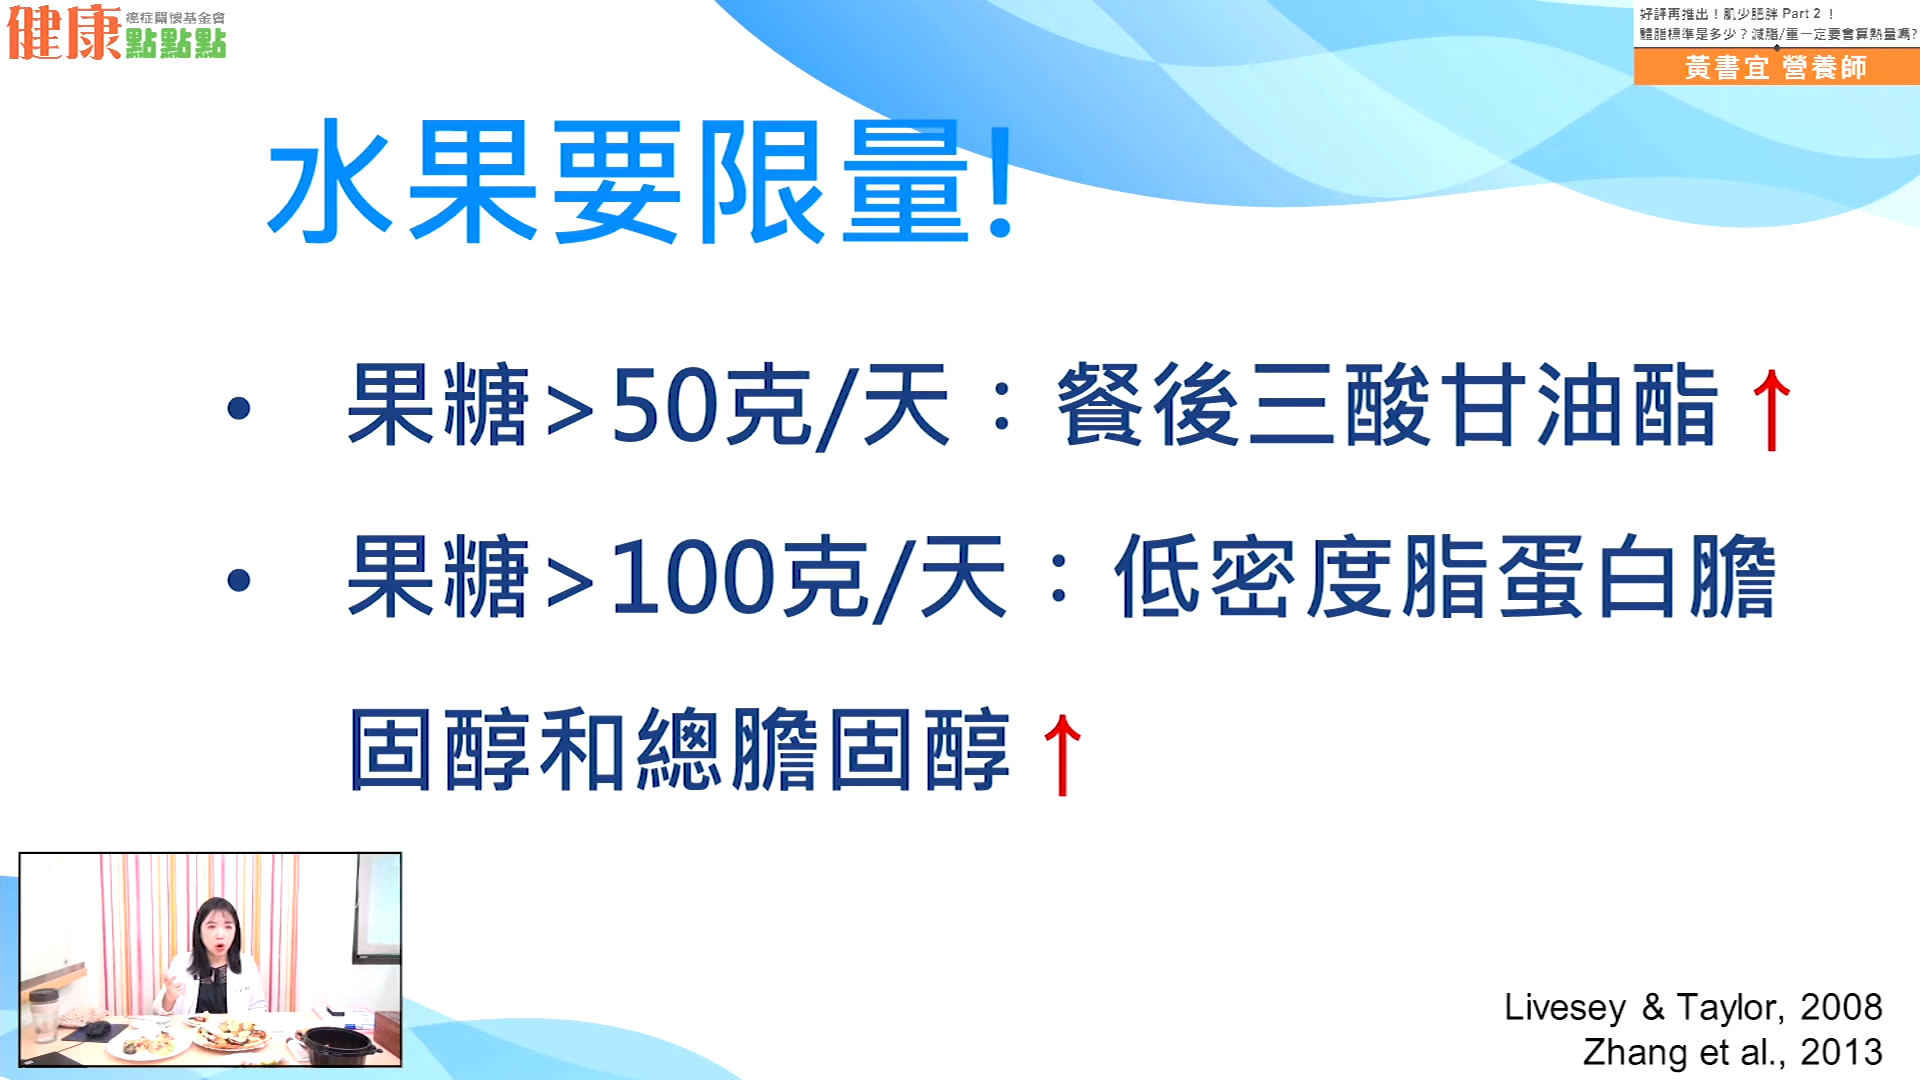 健康
癌症關懷基金會
點點點
好評再推出！肌少肥胖 Part 2 ！
體脂標準是多少？減脂/重一定要會算熱量嗎?
黃書宜 營養師
水果要限量!
• 果糖>50克/天：餐後三酸甘油酯↑
• 果糖>100克/天：低密度脂蛋白膽
固醇和總膽固醇↑
Livesey & Taylor, 2008
Zhang et al., 2013